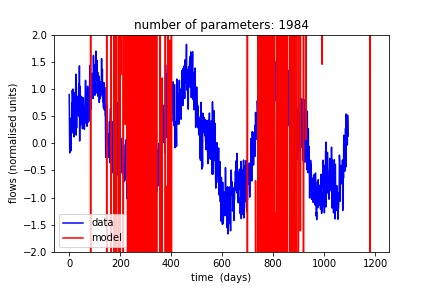 number of parameters: 1984
flows (normalised units)
2.0
1.5
1.0
0.5
0.0
−0.5
−1.0
−1.5
−2.0
data
model
0 200 400 600 800 1000 1200
time (days)